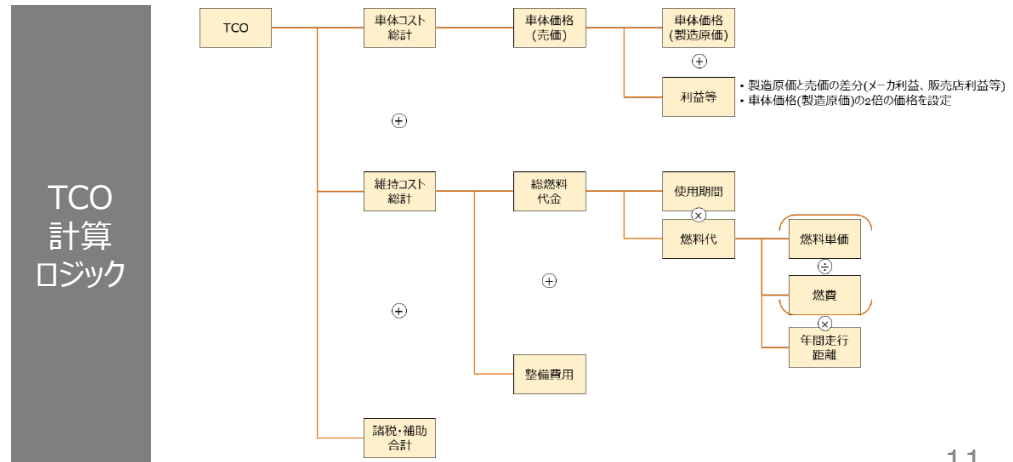 TCO
計算
ロジック
TCO
車体コスト
総計
車体価格
(売価)
車体価格
(製造原価)
+
利益等
・製造原価と売価の差分(メーカ利益、販売店利益等)
・車体価格(製造原価)の2倍の価格を設定
+
維持コスト
総計
総燃料
代金
使用期間
×
燃料代
燃料単価
÷
燃費
×
年間走行
距離
+
整備費用
+
諸税・補助
合計
11